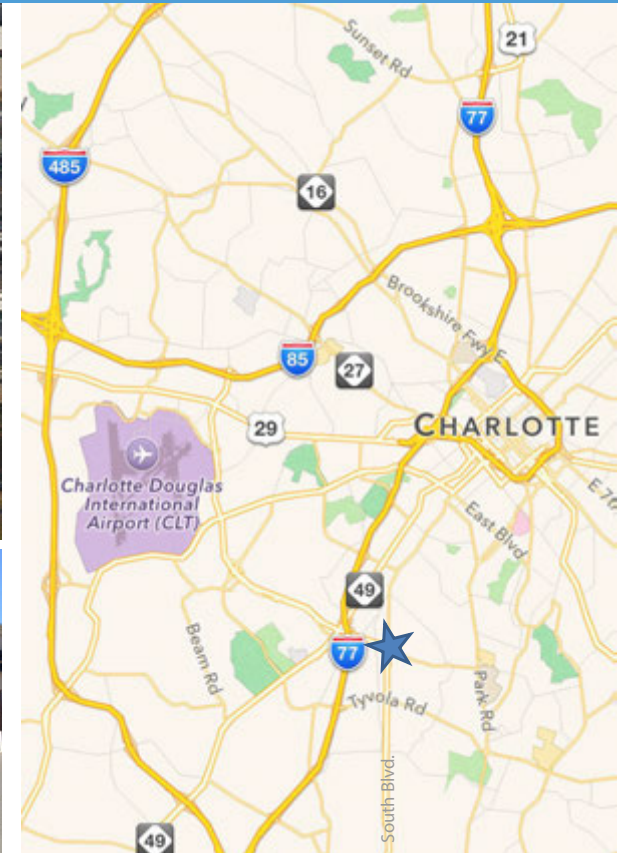 Sunset Rd
21
77
485
16
Brookshire Fwy E
85
27
29
CHARLOTTE
Charlotte Douglas
International
Airport (CLT)
E 7th
East Blvd
49
77
Beam Rd
Tyvola Rd
Park Rd
South Blvd.
49